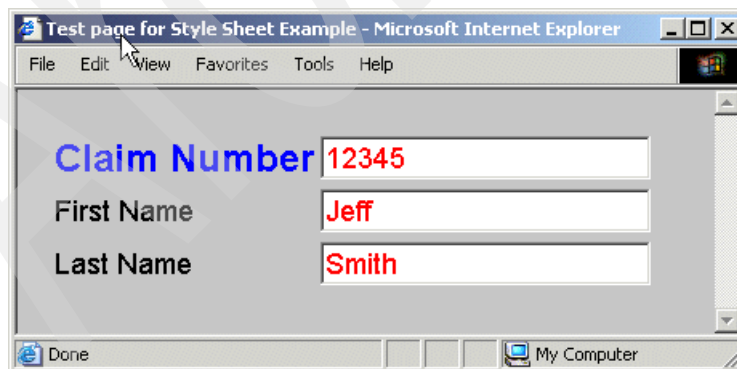 Test page for Style Sheet Example - Microsoft Internet Explorer
File Edit View Favorites Tools Help
Claim Number 12345
First Name Jeff
Last Name Smith
Done My Computer